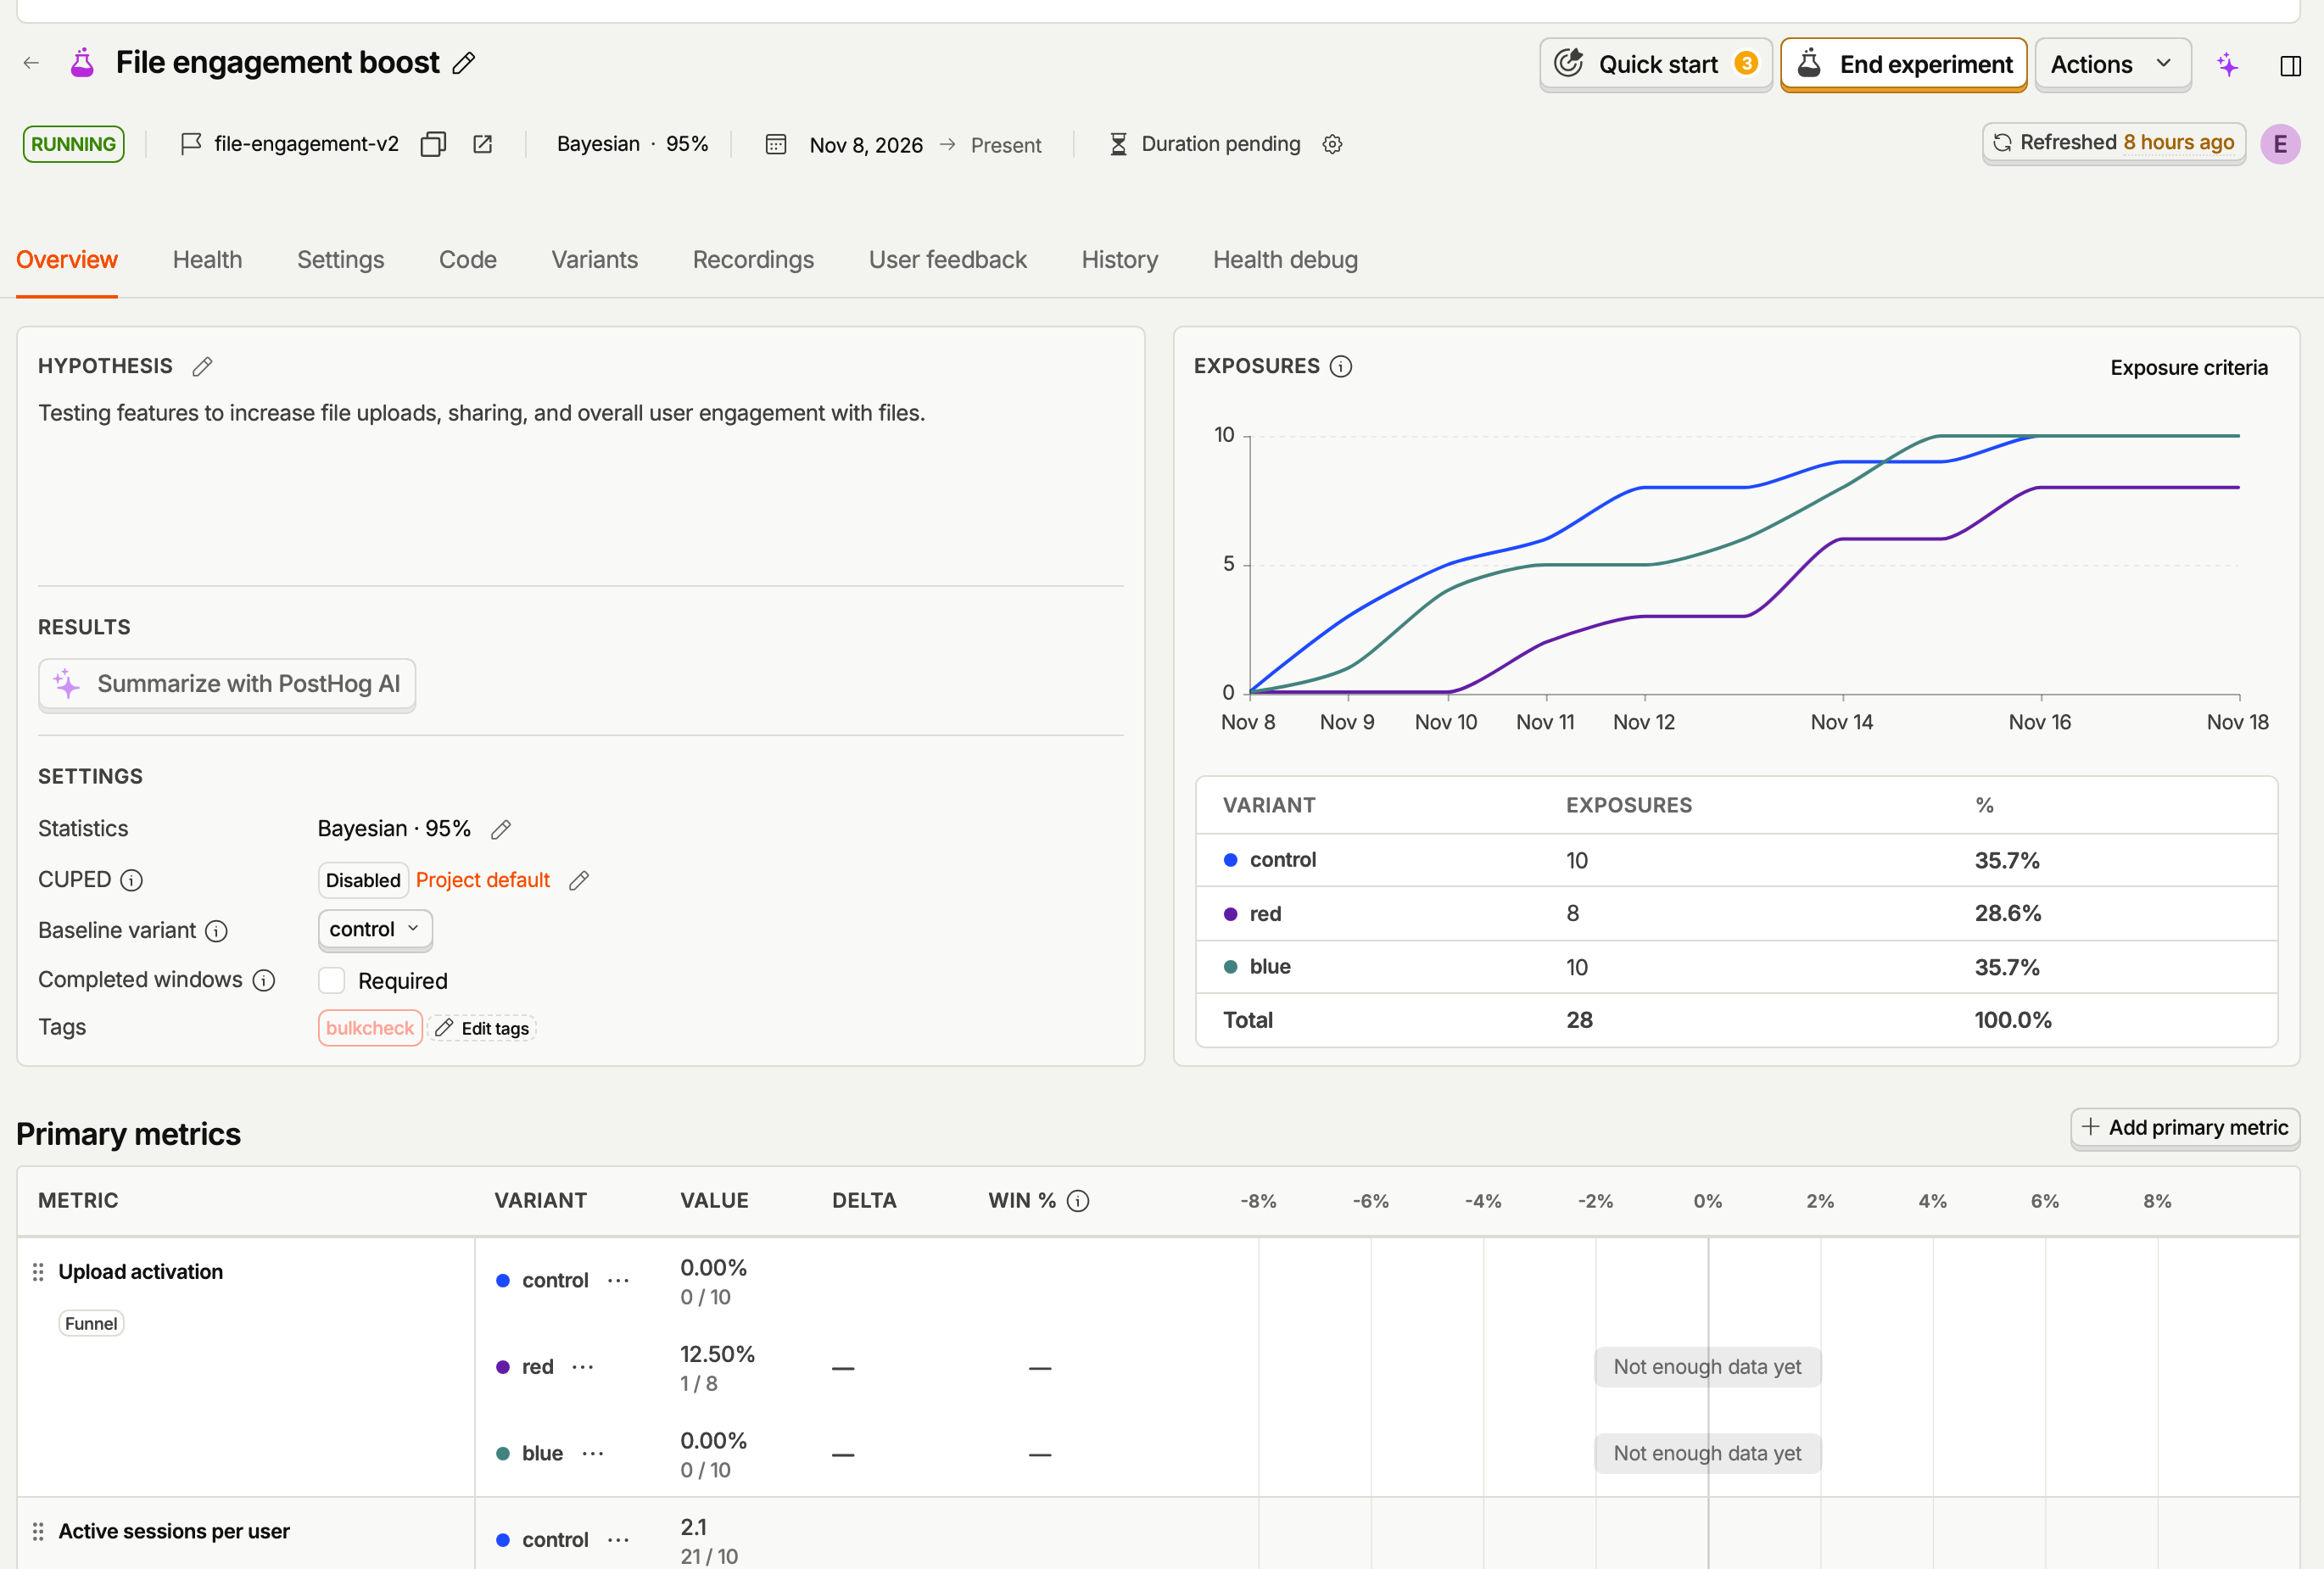 File engagement boost
Quick start 3
End experiment
Actions
RUNNING
file-engagement-v2
Bayesian · 95%
Nov 8, 2026 → Present
Duration pending
Refreshed 8 hours ago
E
Overview
Health
Settings
Code
Variants
Recordings
User feedback
History
Health debug
HYPOTHESIS
Testing features to increase file uploads, sharing, and overall user engagement with files.
RESULTS
Summarize with PostHog AI
SETTINGS
Statistics
Bayesian · 95%
CUPED
Disabled
Project default
Baseline variant
control
Completed windows
Required
Tags
bulkcheck
Edit tags
EXPOSURES
Exposure criteria
10
5
0
Nov 8
Nov 9
Nov 10
Nov 11
Nov 12
Nov 14
Nov 16
Nov 18
VARIANT EXPOSURES %
control 10 35.7%
red 8 28.6%
blue 10 35.7%
Total 28 100.0%
Primary metrics
+ Add primary metric
METRIC VARIANT VALUE DELTA WIN % -8% -6% -4% -2% 0% 2% 4% 6% 8%
Upload activation
Funnel
control ··· 0.00%
0 / 10
red ··· 12.50% — — Not enough data yet
1 / 8
blue ··· 0.00% — — Not enough data yet
0 / 10
Active sessions per user
control ··· 2.1
21 / 10